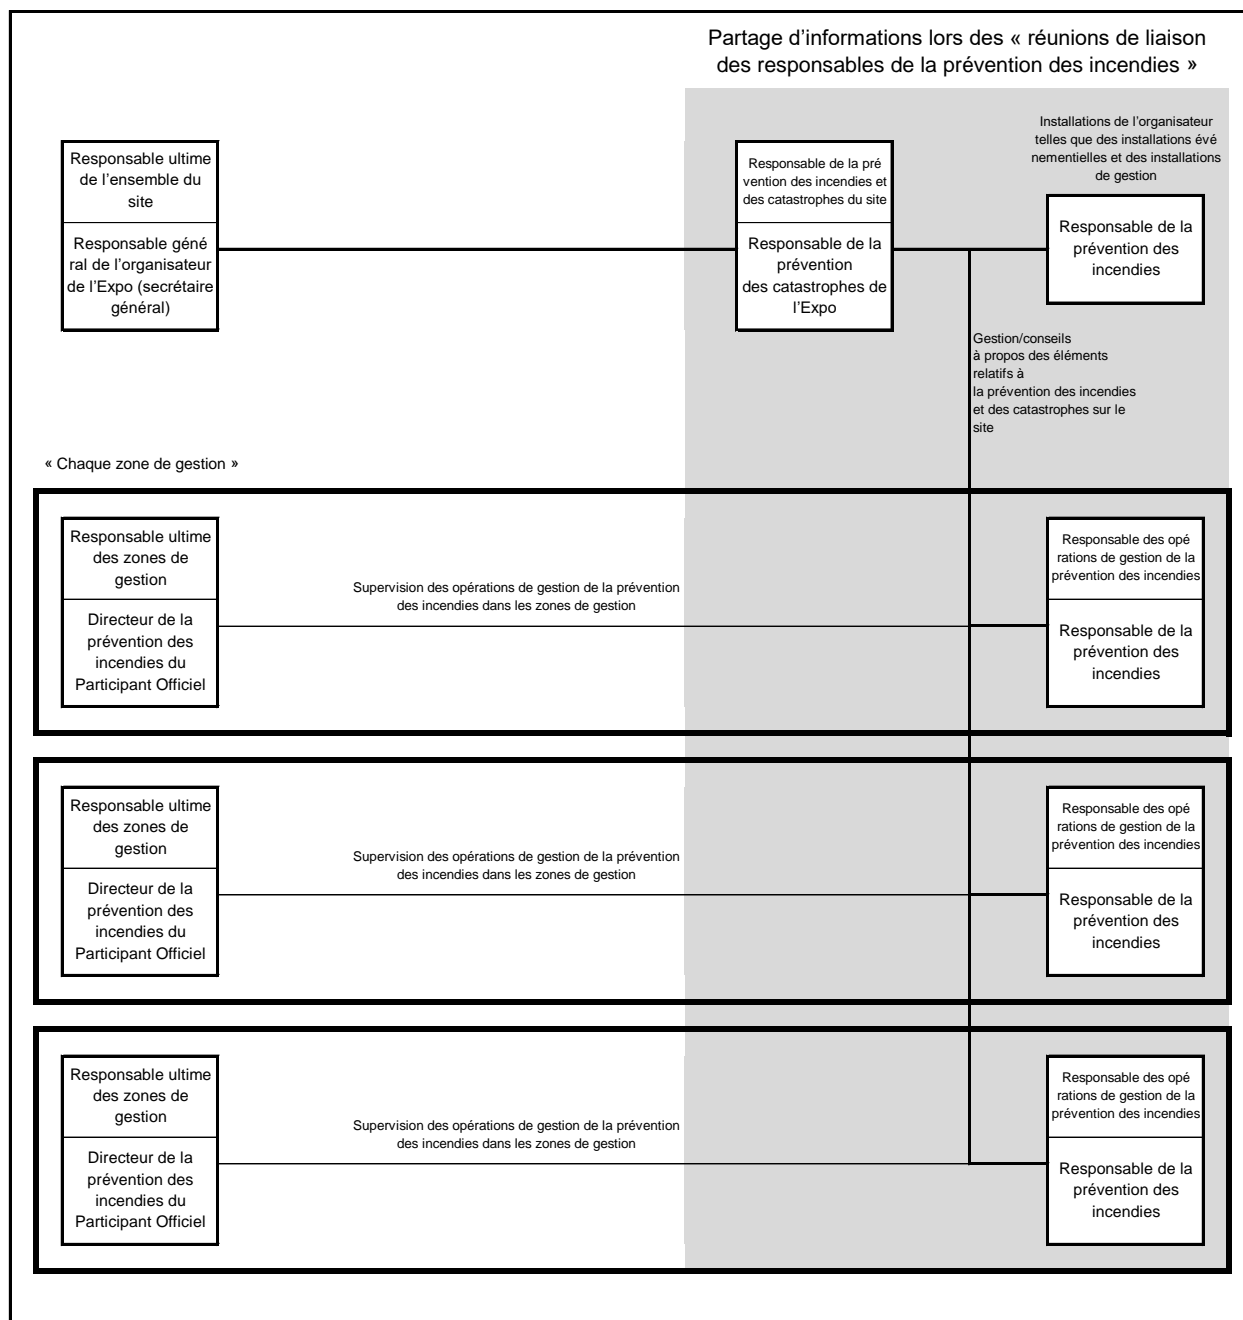 Partage d’informations lors des « réunions de liaison
des responsables de la prévention des incendies »
Responsable ultime
de l’ensemble du
site
Responsable géné
ral de l’organisateur
de l’Expo (secrétaire
général)
Responsable de la pré
vention des incendies et
des catastrophes du site
Responsable de la
prévention
des catastrophes de
l’Expo
Installations de l’organisateur
telles que des installations évé
nementielles et des installations
de gestion
Responsable de la
prévention des
incendies
Gestion/conseils
à propos des éléments
relatifs à
la prévention des incendies
et des catastrophes sur le
site
« Chaque zone de gestion »
Responsable ultime
des zones de
gestion
Directeur de la
prévention des
incendies du
Participant Officiel
Supervision des opérations de gestion de la prévention
des incendies dans les zones de gestion
Responsable des opé
rations de gestion de la
prévention des incendies
Responsable de la
prévention des
incendies
Responsable ultime
des zones de
gestion
Directeur de la
prévention des
incendies du
Participant Officiel
Supervision des opérations de gestion de la prévention
des incendies dans les zones de gestion
Responsable des opé
rations de gestion de la
prévention des incendies
Responsable de la
prévention des
incendies
Responsable ultime
des zones de
gestion
Directeur de la
prévention des
incendies du
Participant Officiel
Supervision des opérations de gestion de la prévention
des incendies dans les zones de gestion
Responsable des opé
rations de gestion de la
prévention des incendies
Responsable de la
prévention des
incendies